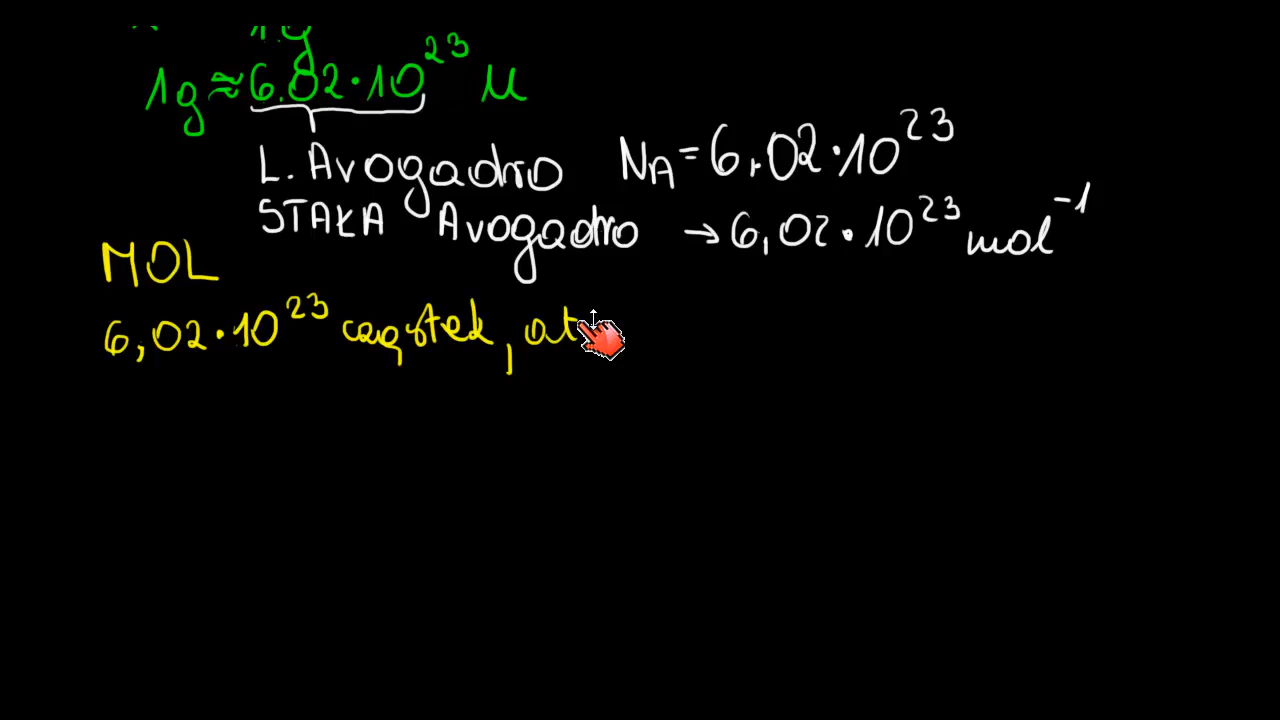 1g≈6.02·10²³ u
L. Avogadro N_A=6,02·10²³
STAŁA Avogadro →6,02·10²³ mol⁻¹
MOL
6,02·10²³ cząstek, at